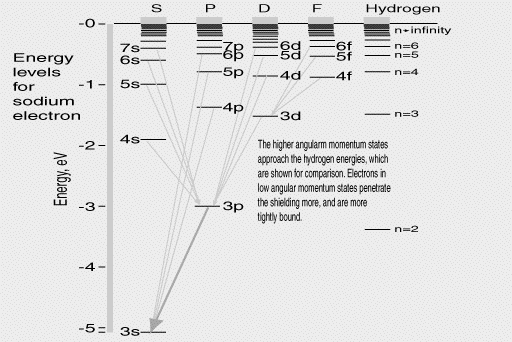 S P D F Hydrogen
-0
n→infinity
7s 7p 6d 6f n=6
6p 5d 5f n=5
6s
5p 4d 4f n=4
Energy
levels
for
sodium
electron
-1
5s
4p
3d n=3
4s
-2
The higher angularm momentum states
approach the hydrogen energies, which
are shown for comparison. Electrons in
low angular momentum states penetrate
the shielding more, and are more
tightly bound.
Energy, eV
-3
3p
n=2
-4
-5
3s